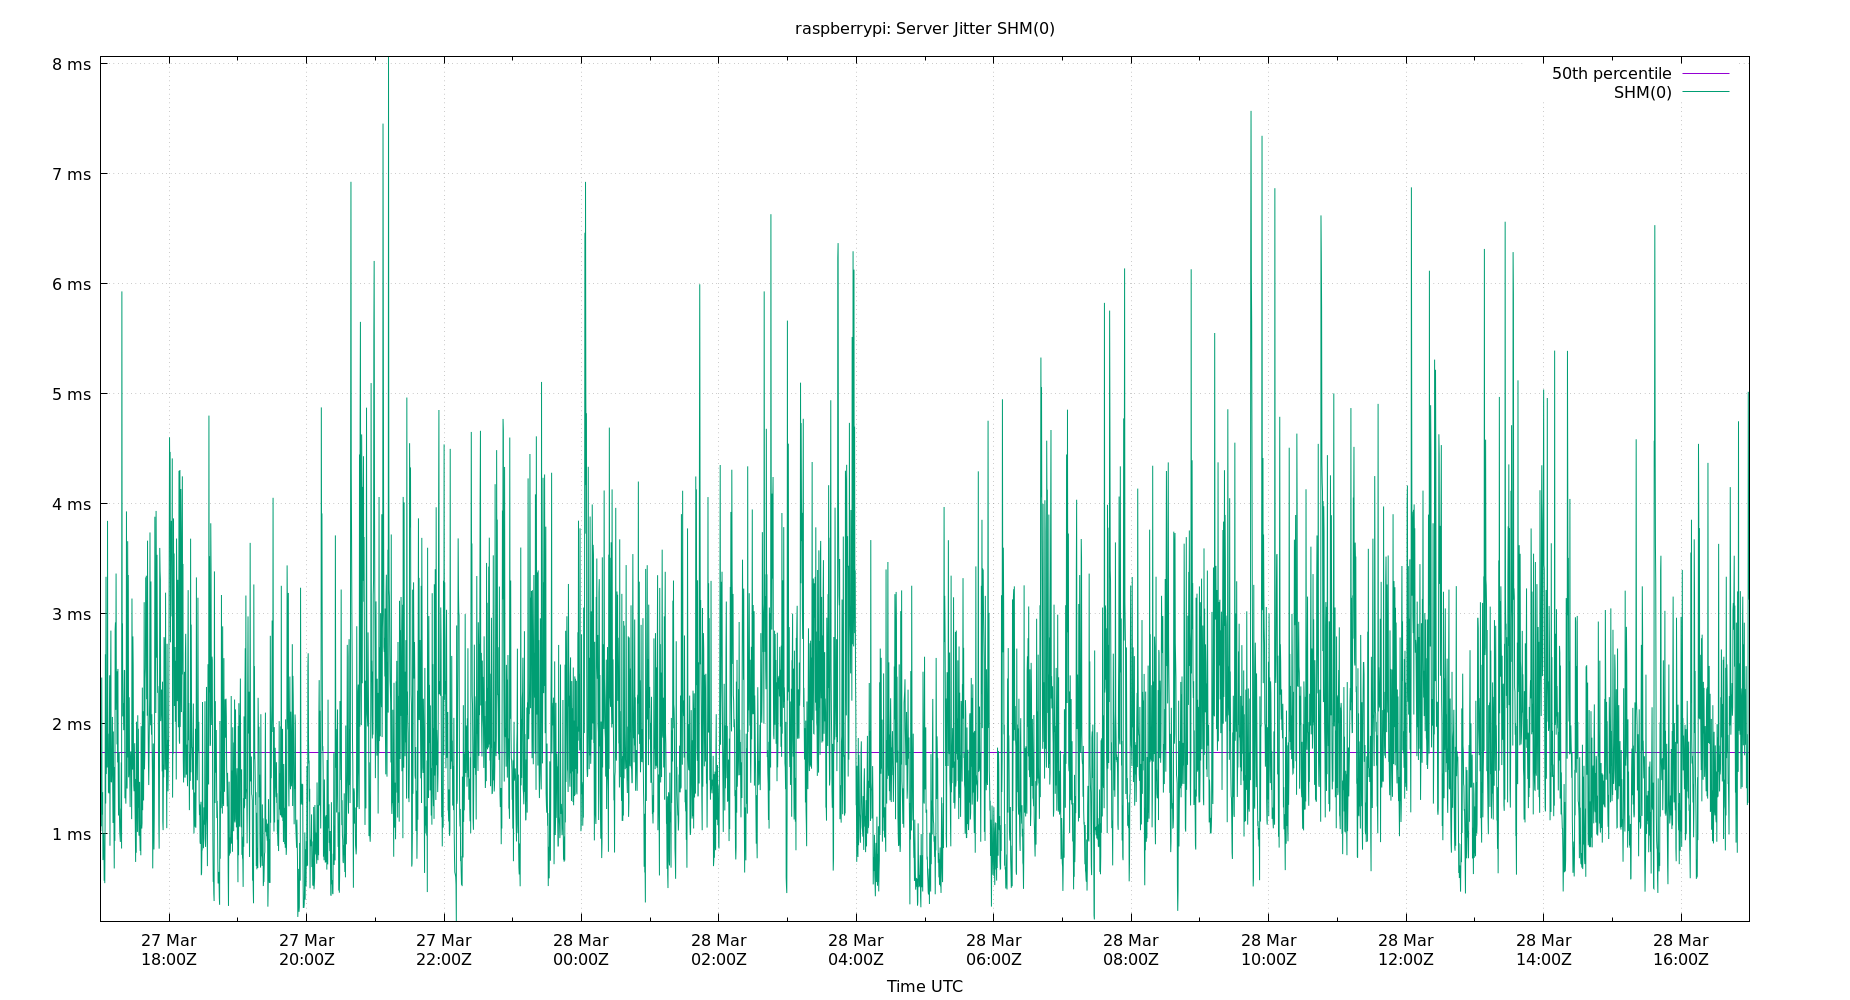 raspberrypi: Server Jitter SHM(0)
8 ms
7 ms
6 ms
5 ms
4 ms
3 ms
2 ms
1 ms
50th percentile
SHM(0)
27 Mar
18:00Z
27 Mar
20:00Z
27 Mar
22:00Z
28 Mar
00:00Z
28 Mar
02:00Z
28 Mar
04:00Z
28 Mar
06:00Z
28 Mar
08:00Z
28 Mar
10:00Z
28 Mar
12:00Z
28 Mar
14:00Z
28 Mar
16:00Z
Time UTC